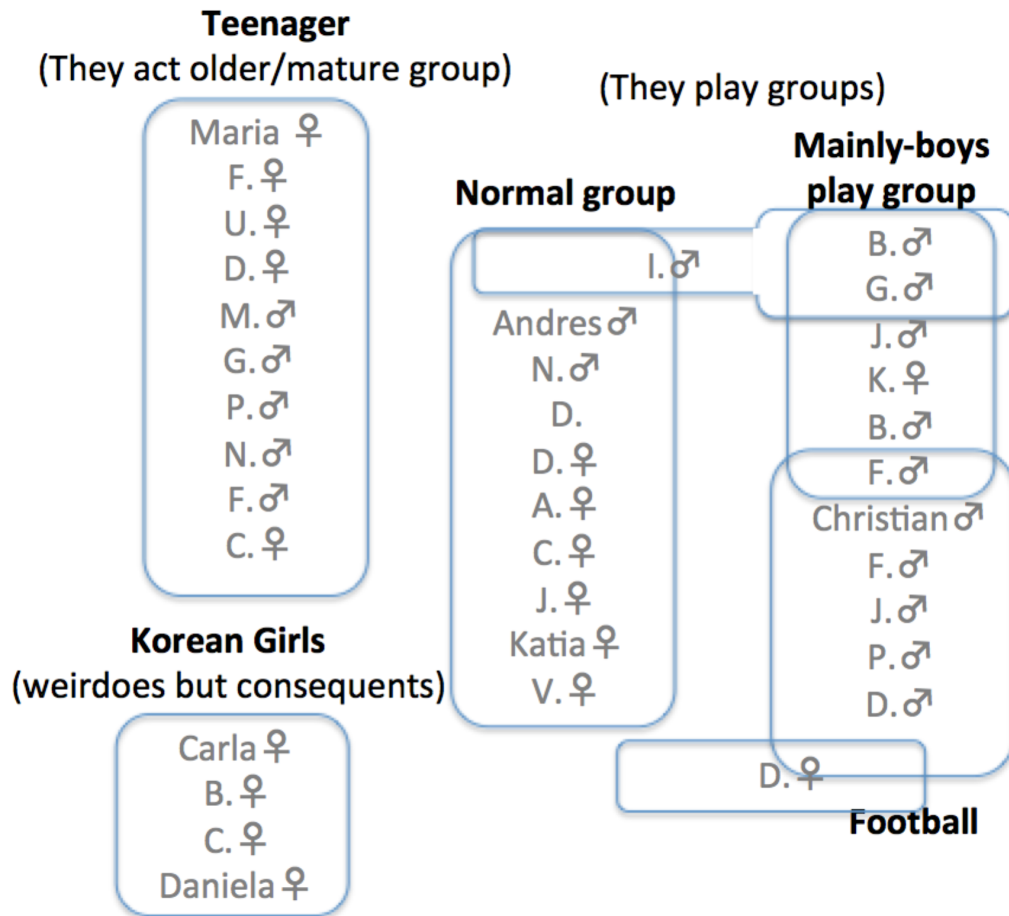 Teenager
(They act older/mature group)
Maria ♀
F.♀
U.♀
D.♀
M.♂
G.♂
P.♂
N.♂
F.♂
C.♀
Korean Girls
(weirdoes but consequents)
Carla♀
B.♀
C.♀
Daniela♀
(They play groups)
Normal group
I.♂
Andres♂
N.♂
D.
D.♀
A.♀
C.♀
J.♀
Katia♀
V.♀
Mainly-boys
play group
B.♂
G.♂
J.♂
K.♀
B.♂
F.♂
Christian♂
F.♂
J.♂
P.♂
D.♂
D.♀
Football